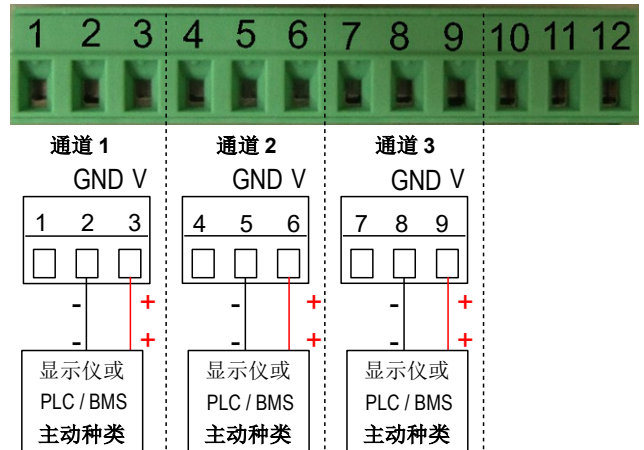 1 2 3 4 5 6 7 8 9 10 11 12
通道 1 通道 2 通道 3
GND V GND V GND V
1 2 3 4 5 6 7 8 9
- + - + - +
- + - + - +
显示仪或 显示仪或 显示仪或
PLC / BMS PLC / BMS PLC / BMS
主动种类 主动种类 主动种类